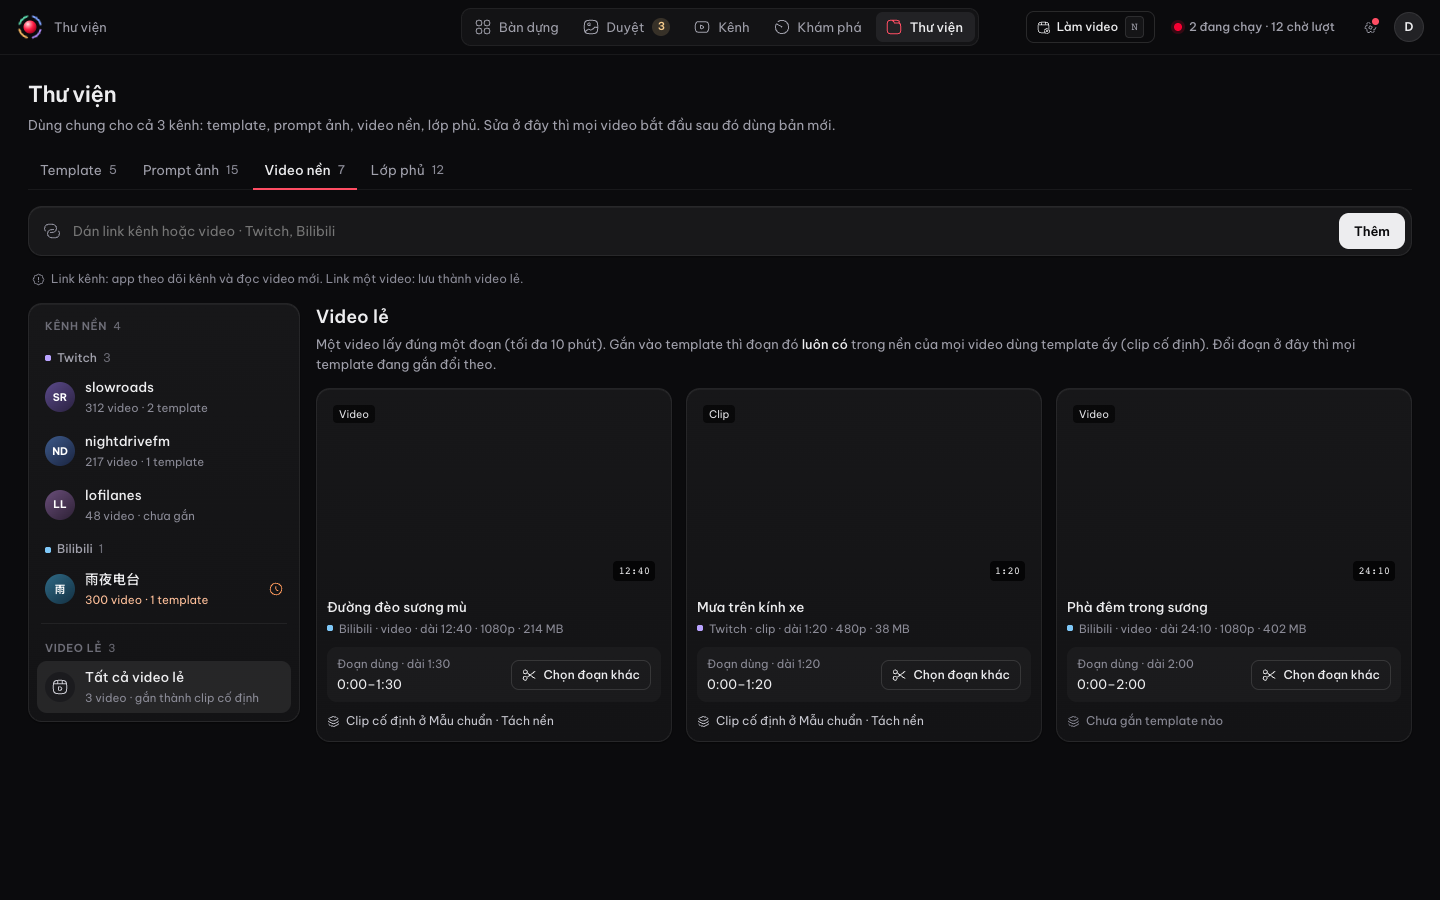 Thư viện
Bàn dựng
Duyệt 3
Kênh
Khám phá
Thư viện
Làm video N
2 đang chạy · 12 chờ lượt
D
Thư viện
Dùng chung cho cả 3 kênh: template, prompt ảnh, video nền, lớp phủ. Sửa ở đây thì mọi video bắt đầu sau đó dùng bản mới.
Template 5
Prompt ảnh 15
Video nền 7
Lớp phủ 12
Dán link kênh hoặc video · Twitch, Bilibili
Thêm
Link kênh: app theo dõi kênh và đọc video mới. Link một video: lưu thành video lẻ.
KÊNH NỀN 4
Twitch 3
SR
slowroads
312 video · 2 template
ND
nightdrivefm
217 video · 1 template
LL
lofilanes
48 video · chưa gắn
Bilibili 1
雨
雨夜电台
300 video · 1 template
VIDEO LẺ 3
Tất cả video lẻ
3 video · gắn thành clip cố định
Video lẻ
Một video lấy đúng một đoạn (tối đa 10 phút). Gắn vào template thì đoạn đó luôn có trong nền của mọi video dùng template ấy (clip cố định). Đổi đoạn ở đây thì mọi
template đang gắn đổi theo.
Video
12:40
Đường đèo sương mù
Bilibili · video · dài 12:40 · 1080p · 214 MB
Đoạn dùng · dài 1:30
0:00–1:30
Chọn đoạn khác
Clip cố định ở Mẫu chuẩn · Tách nền
Clip
1:20
Mưa trên kính xe
Twitch · clip · dài 1:20 · 480p · 38 MB
Đoạn dùng · dài 1:20
0:00–1:20
Chọn đoạn khác
Clip cố định ở Mẫu chuẩn · Tách nền
Video
24:10
Phà đêm trong sương
Bilibili · video · dài 24:10 · 1080p · 402 MB
Đoạn dùng · dài 2:00
0:00–2:00
Chọn đoạn khác
Chưa gắn template nào